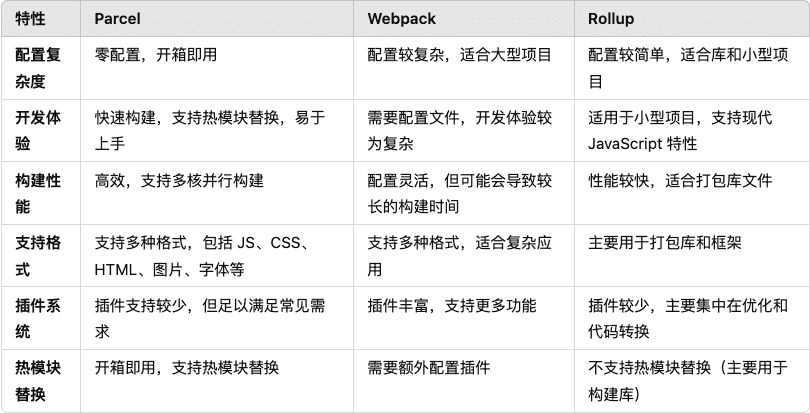 特性 Parcel Webpack Rollup
配置复杂度 零配置，开箱即用 配置较复杂，适合大型项目 配置较简单，适合库和小型项目
开发体验 快速构建，支持热模块替换，易于上手 需要配置文件，开发体验较为复杂 适用于小型项目，支持现代 JavaScript 特性
构建性能 高效，支持多核并行构建 配置灵活，但可能会导致较长的构建时间 性能较快，适合打包库文件
支持格式 支持多种格式，包括 JS、CSS、HTML、图片、字体等 支持多种格式，适合复杂应用 主要用于打包库和框架
插件系统 插件支持较少，但足以满足常见需求 插件丰富，支持更多功能 插件较少，主要集中在优化和代码转换
热模块替换 开箱即用，支持热模块替换 需要额外配置插件 不支持热模块替换（主要用于构建库）